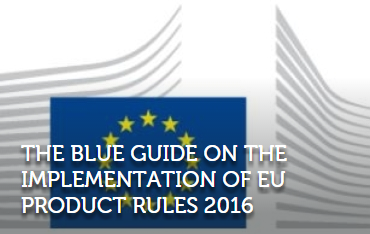 THE BLUE GUIDE ON THE
IMPLEMENTATION OF EU
PRODUCT RULES 2016